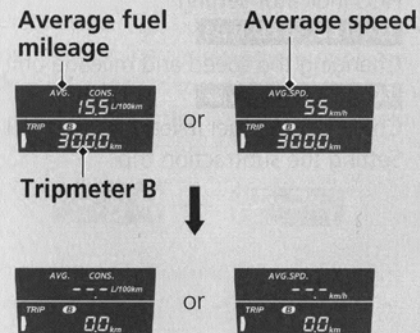 Average fuel mileage
Average speed
AVG. CONS.
15.5 L/100km
TRIP B
300.0 km
or
AVG.SPD.
55 km/h
TRIP B
300.0 km
Tripmeter B
AVG. CONS.
---.- L/100km
TRIP B
0.0 km
or
AVG.SPD.
---.- km/h
TRIP B
0.0 km